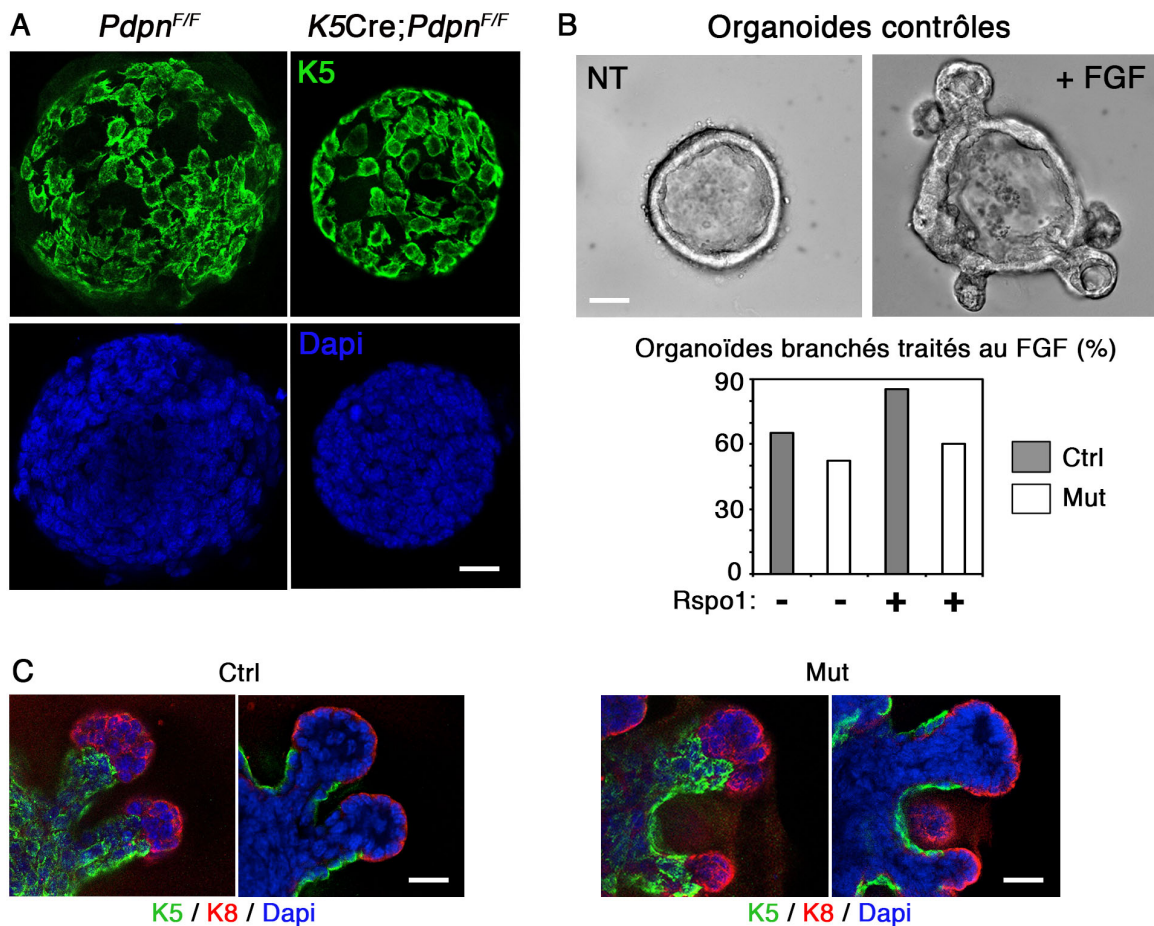 A
Pdpn^F/F
K5Cre;Pdpn^F/F
K5
Dapi
B
Organoides contrôles
NT
+ FGF
Organoïdes branchés traités au FGF (%)
90
60
30
0
Ctrl
Mut
Rspo1: - - + +
C
Ctrl
Mut
K5 / K8 / Dapi
K5 / K8 / Dapi